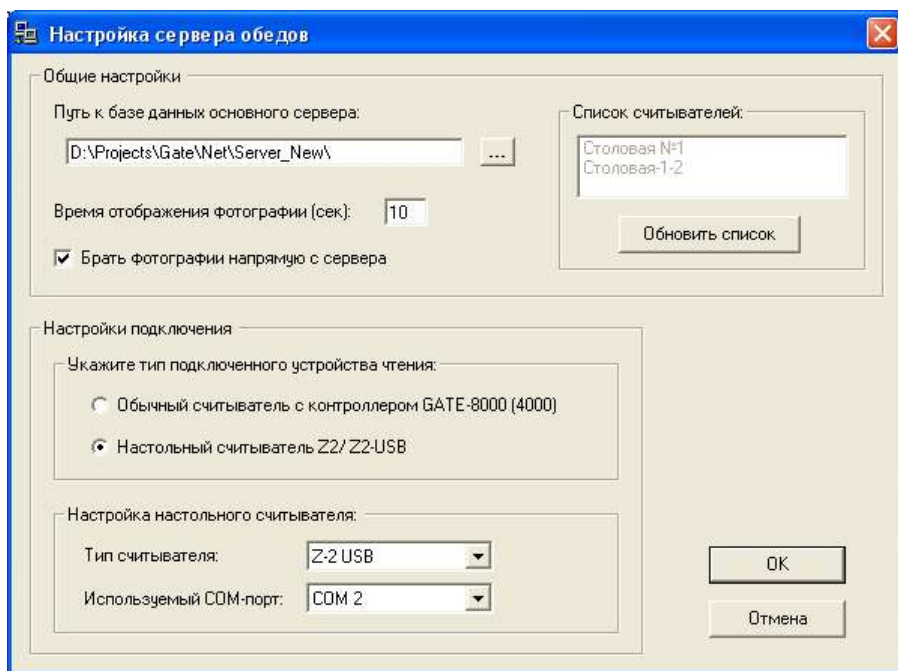 Настройка сервера обедов
Общие настройки
Путь к базе данных основного сервера:
D:\Projects\Gate\Net\Server_New\
...
Время отображения фотографии (сек):
10
Брать фотографии напрямую с сервера
Список считывателей:
Столовая №1
Столовая-1-2
Обновить список
Настройки подключения
Укажите тип подключенного устройства чтения:
Обычный считыватель с контроллером GATE-8000 (4000)
Настольный считыватель Z2/ Z2-USB
Настройка настольного считывателя:
Тип считывателя:
Z-2 USB
Используемый COM-порт:
COM 2
OK
Отмена